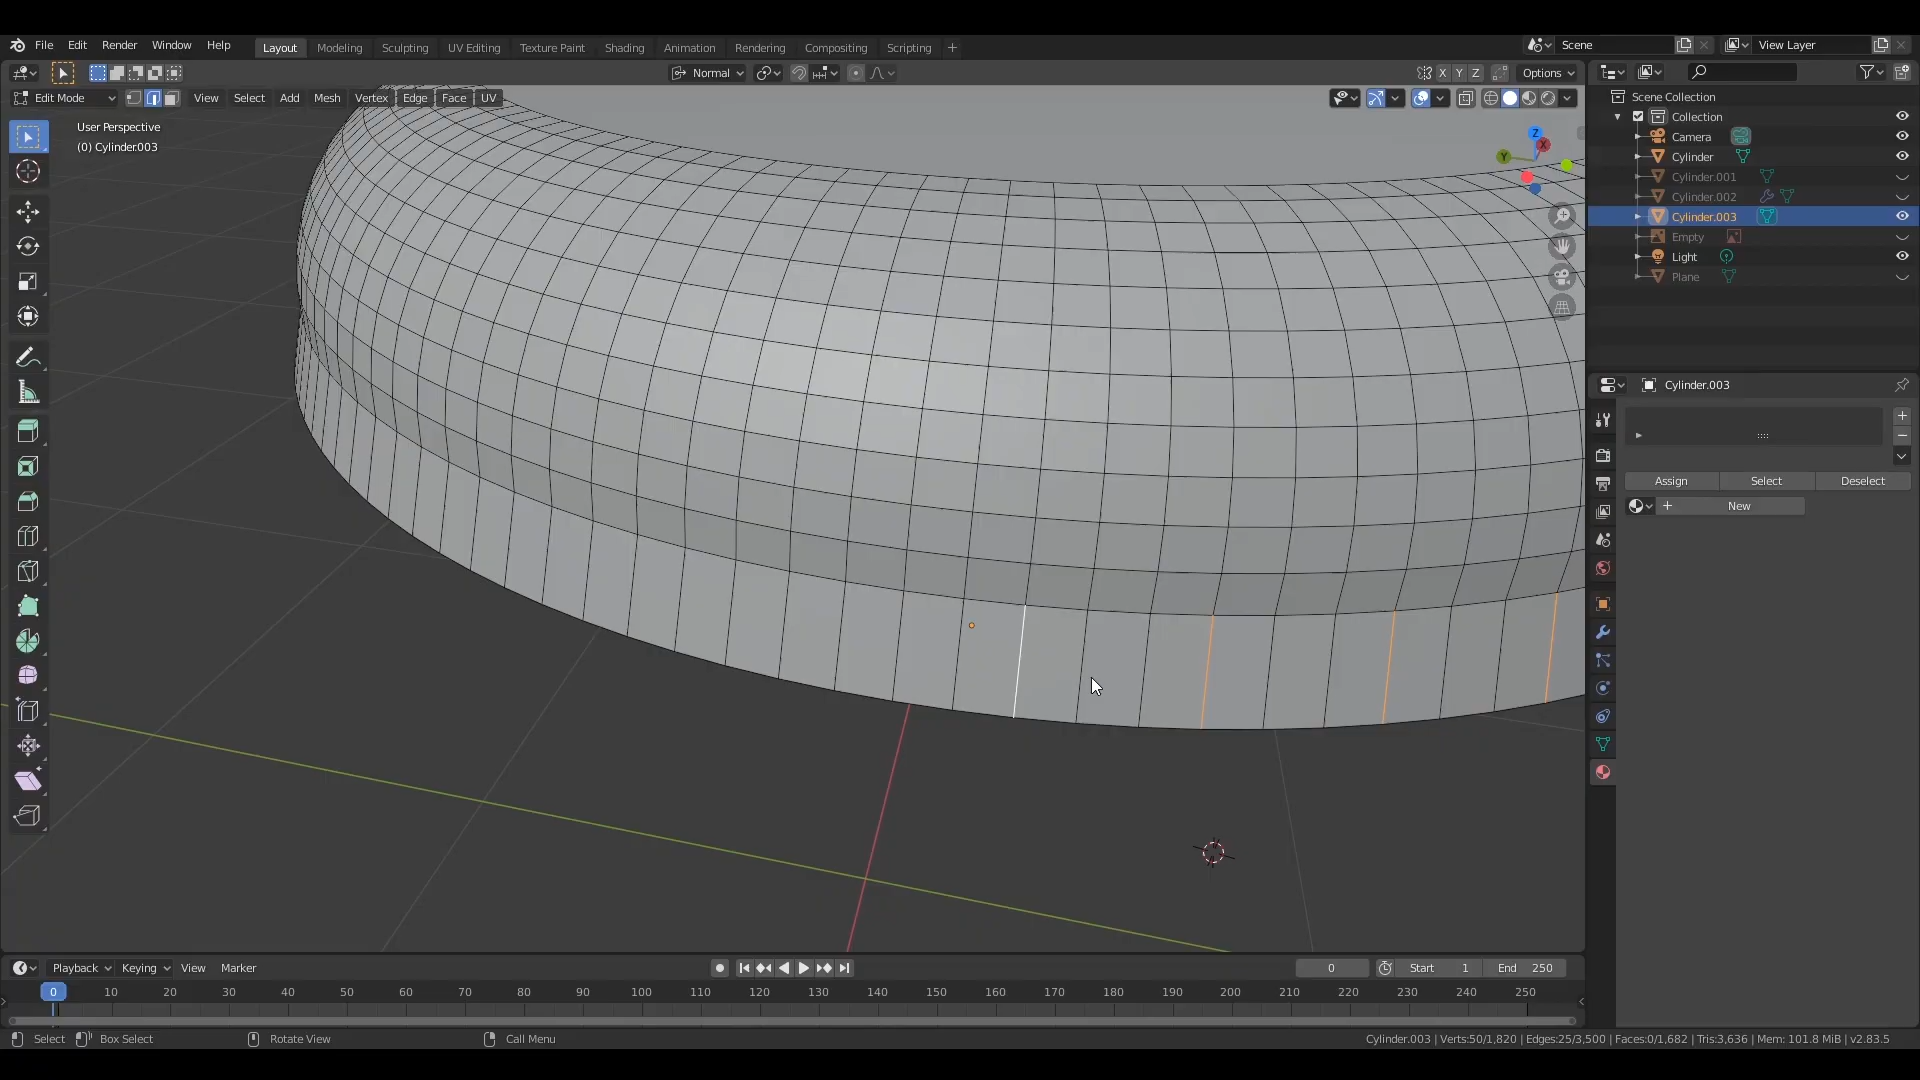 File Edit Render Window Help Layout Modeling Sculpting UV Editing Texture Paint Shading Animation Rendering Compositing Scripting + Scene View Layer
Normal X Y Z Options
Edit Mode View Select Add Mesh Vertex Edge Face UV
User Perspective
(0) Cylinder.003
Z
X
Y
Scene Collection
Collection
Camera
Cylinder
Cylinder.001
Cylinder.002
Cylinder.003
Empty
Light
Plane
Cylinder.003
Assign Select Deselect
New
Playback Keying View Marker 0 Start 1 End 250
0 10 20 30 40 50 60 70 80 90 100 110 120 130 140 150 160 170 180 190 200 210 220 230 240 250
Select Box Select Rotate View Call Menu Cylinder.003 | Verts:50/1,820 | Edges:25/3,500 | Faces:0/1,682 | Tris:3,636 | Mem: 101.8 MiB | v2.83.5